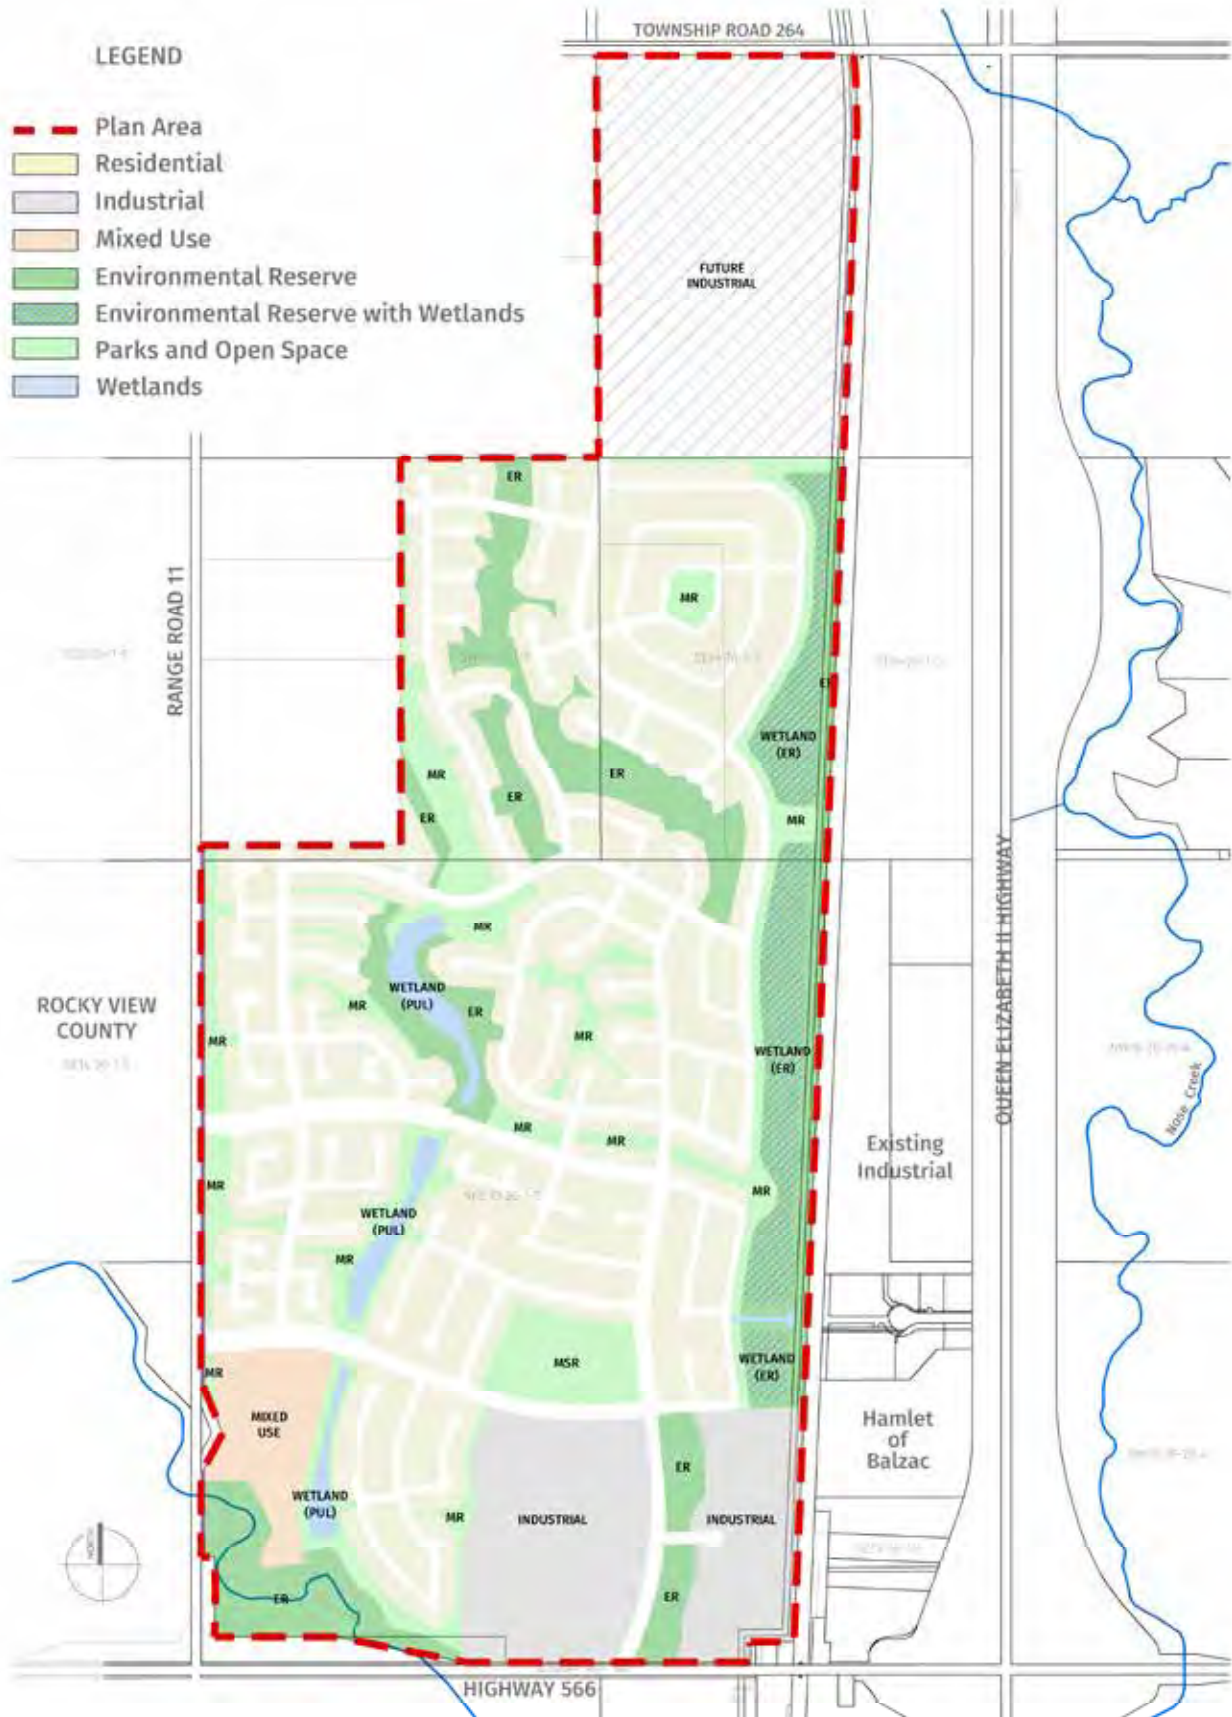 TOWNSHIP ROAD 264
LEGEND
Plan Area
Residential
Industrial
Mixed Use
Environmental Reserve
Environmental Reserve with Wetlands
Parks and Open Space
Wetlands
FUTURE
INDUSTRIAL
ER
RANGE ROAD 11
MR
ER
WETLAND
(ER)
MR
ER
ER
ER
MR
QUEEN ELIZABETH II HIGHWAY
MR
WETLAND
(PUL)
ER
MR
ROCKY VIEW
COUNTY
MR
MR
WETLAND
(ER)
Nose Creek
MR
MR
Existing
Industrial
MR
MR
WETLAND
(PUL)
MR
MSR
WETLAND
(ER)
MR
MIXED
USE
Hamlet
of
Balzac
ER
WETLAND
(PUL)
MR
INDUSTRIAL
INDUSTRIAL
NORTH
ER
ER
HIGHWAY 566